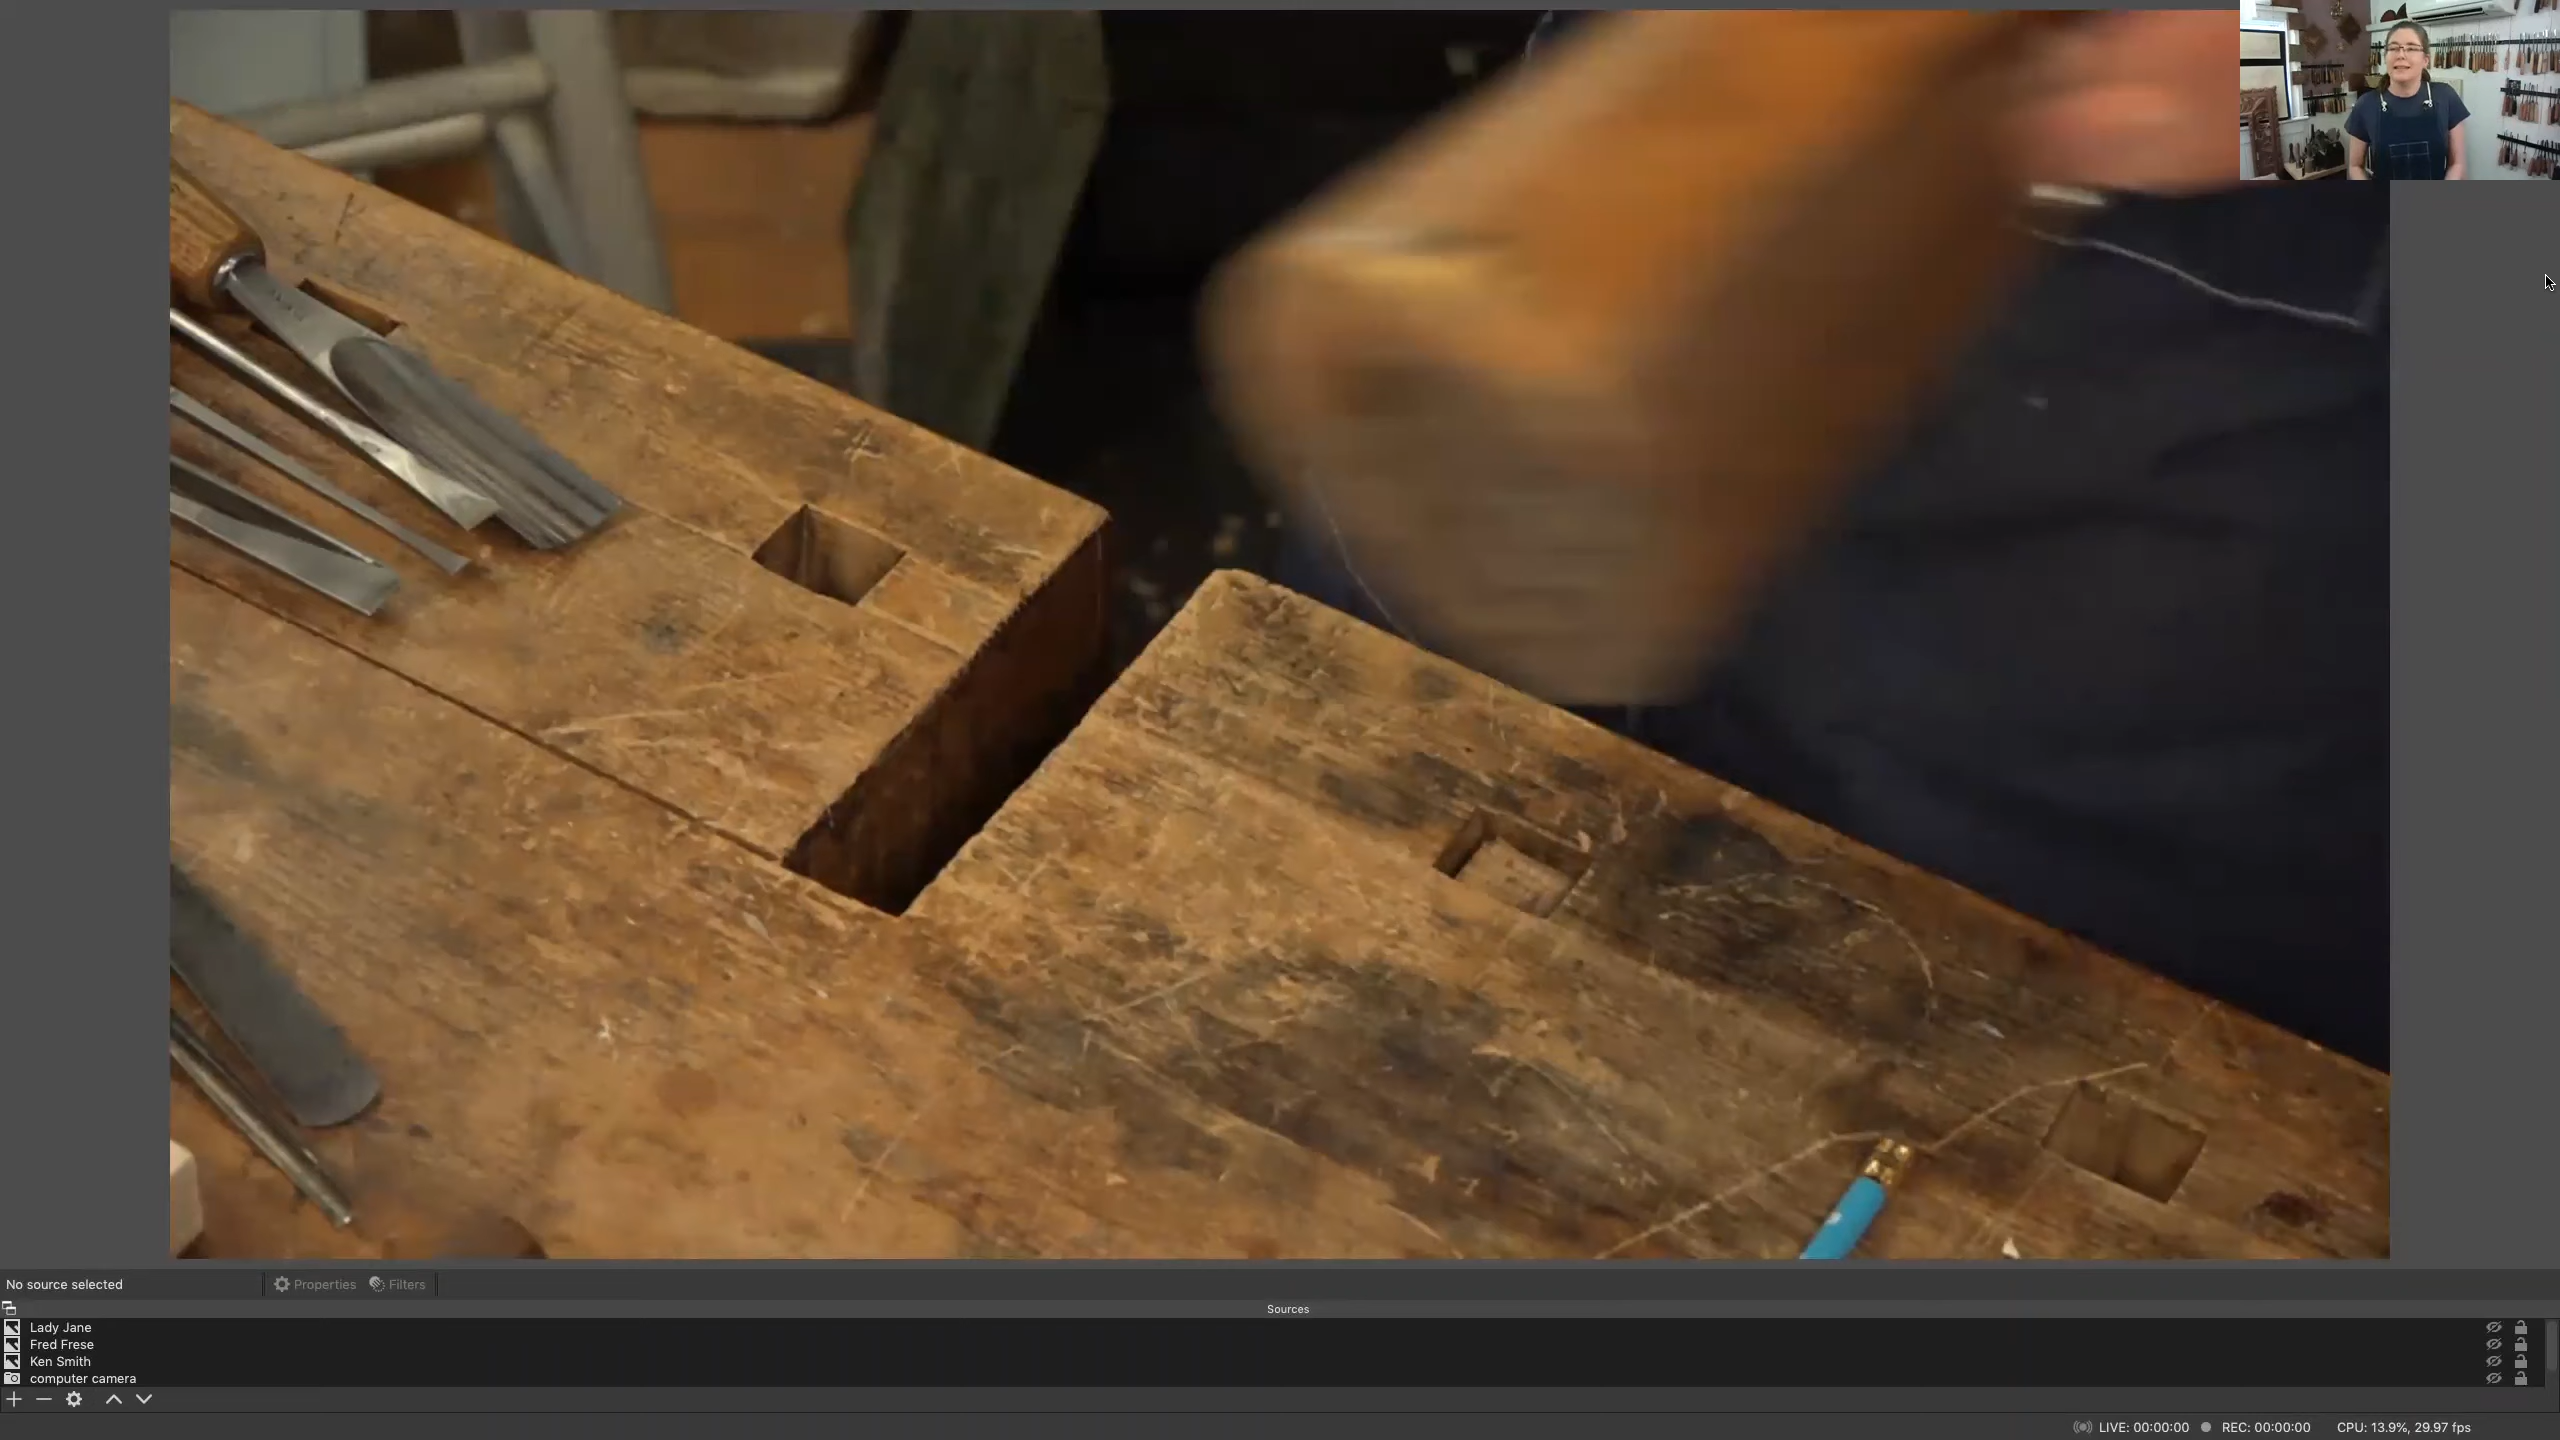 No source selected
Properties
Filters
Sources
Lady Jane
Fred Frese
Ken Smith
computer camera
LIVE: 00:00:00
REC: 00:00:00
CPU: 13.9%, 29.97 fps